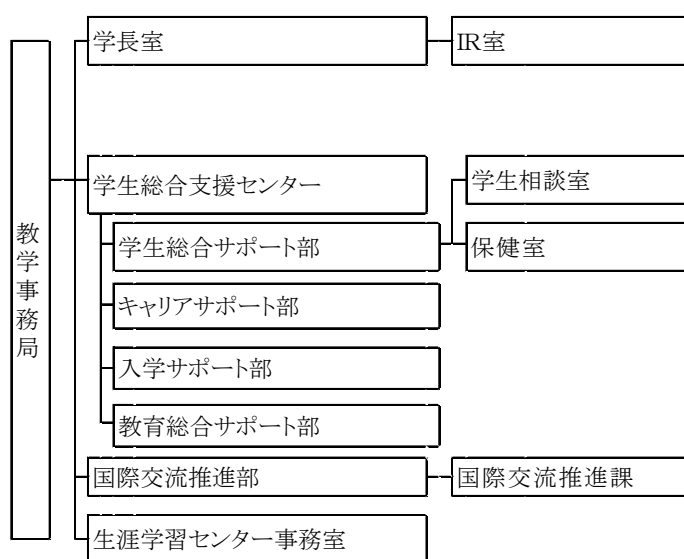 教学事務局
学長室
IR室
学生総合支援センター
学生相談室
学生総合サポート部
保健室
キャリアサポート部
入学サポート部
教育総合サポート部
国際交流推進部
国際交流推進課
生涯学習センター事務室